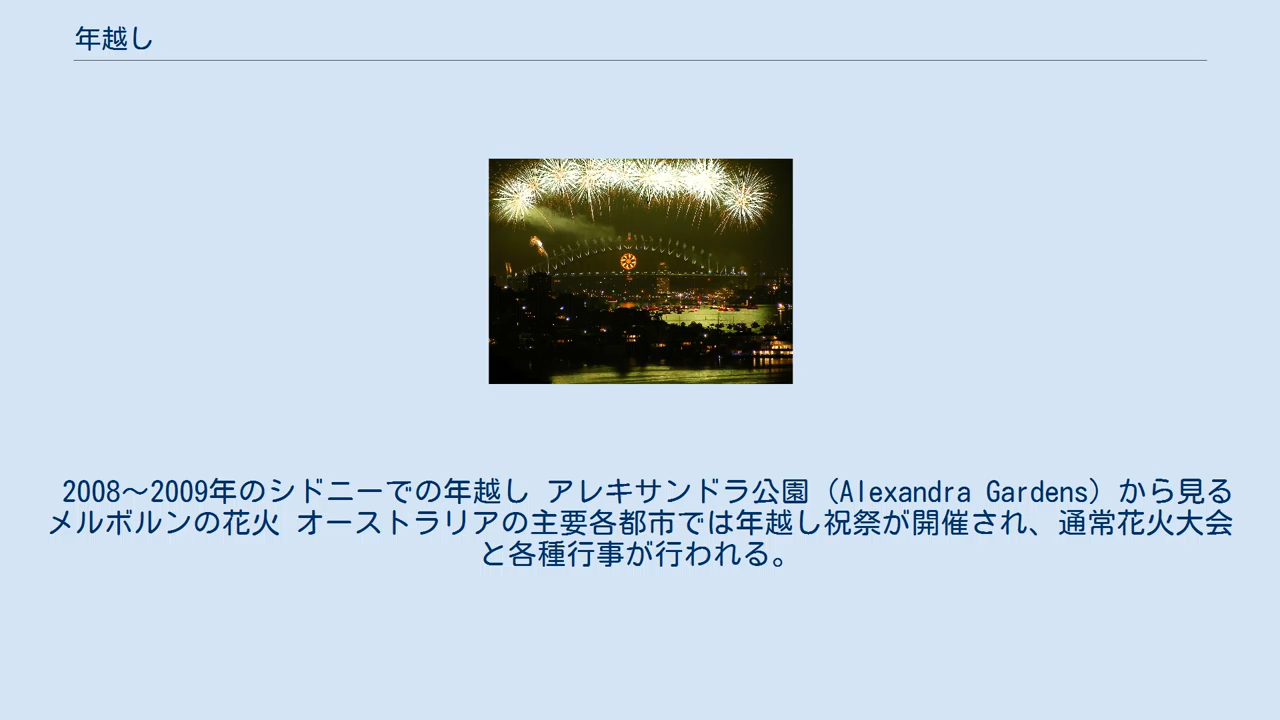 年越し
2008〜2009年のシドニーでの年越し アレキサンドラ公園（Alexandra Gardens）から見る
メルボルンの花火 オーストラリアの主要各都市では年越し祝祭が開催され、通常花火大会
と各種行事が行われる。